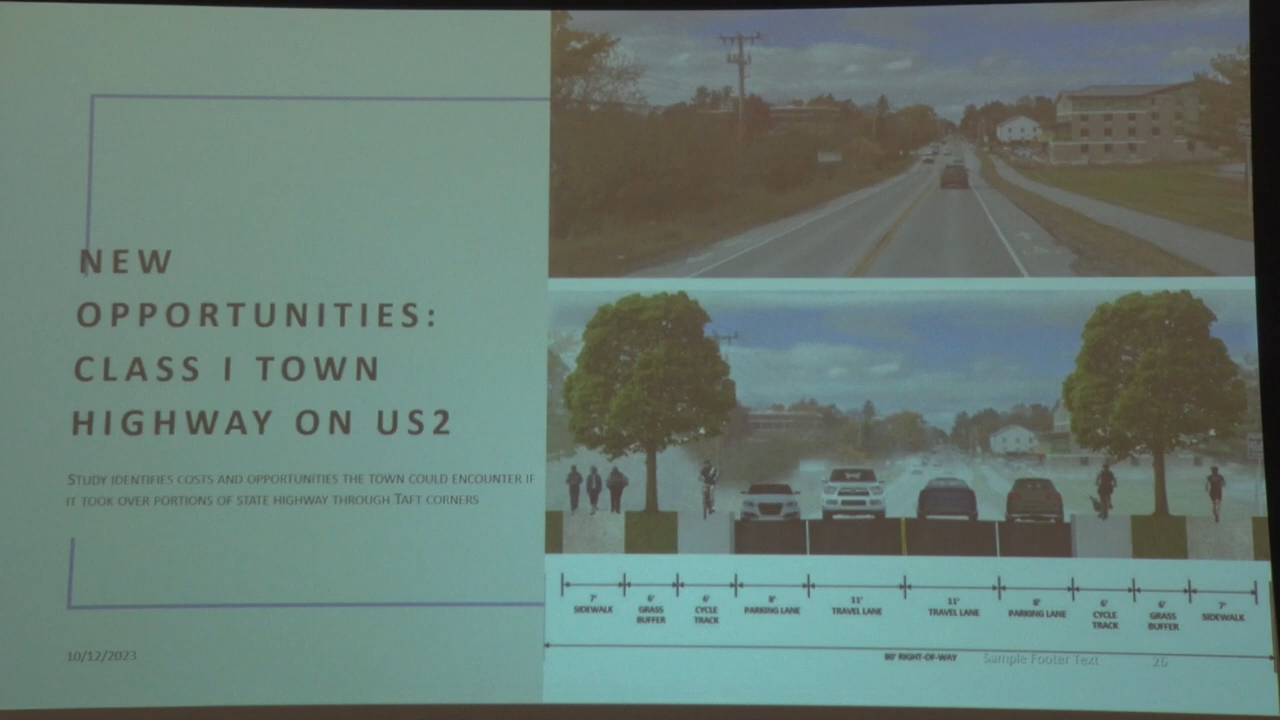 NEW
OPPORTUNITIES:
CLASS I TOWN
HIGHWAY ON US2
STUDY IDENTIFIES COSTS AND OPPORTUNITIES THE TOWN COULD ENCOUNTER IF
IT TOOK OVER PORTIONS OF STATE HIGHWAY THROUGH TAFT CORNERS
10/12/2023
7'
SIDEWALK
6'
GRASS
BUFFER
6'
CYCLE
TRACK
8'
PARKING LANE
11'
TRAVEL LANE
11'
TRAVEL LANE
8'
PARKING LANE
6'
CYCLE
TRACK
6'
GRASS
BUFFER
7'
SIDEWALK
80' RIGHT-OF-WAY
Sample Footer Text
26